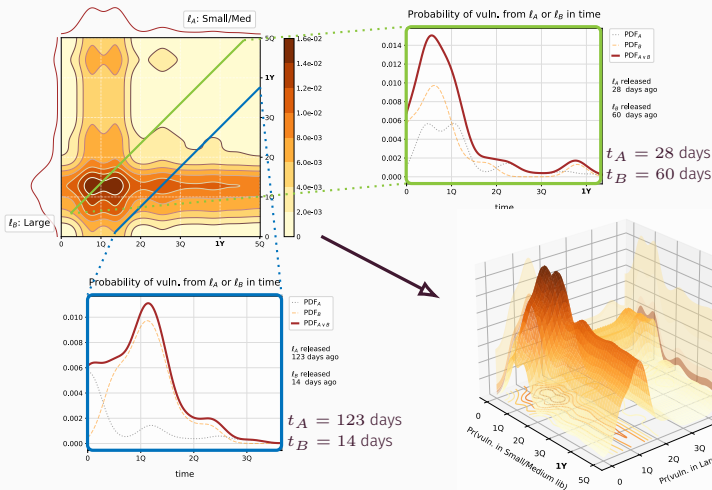 ℓA: Small/Med
ℓB: Large
50
1Y
30
20
10
0
0 1Q 2Q 3Q 1Y 5Q
1.6e-02
1.4e-02
1.2e-02
1.0e-02
8.0e-03
6.0e-03
4.0e-03
2.0e-03
0
Probability of vuln. from ℓA or ℓB in time
0.014
0.012
0.010
0.008
0.006
0.004
0.002
0.000
0 1Q 2Q 3Q 1Y
time
PDFA
PDFB
PDFA∨B
ℓA released
28 days ago
ℓB released
60 days ago
tA = 28 days
tB = 60 days
Probability of vuln. from ℓA or ℓB in time
0.010
0.008
0.006
0.004
0.002
0.000
0 1Q 2Q 3Q
time
PDFA
PDFB
PDFA∨B
ℓA released
123 days ago
ℓB released
14 days ago
tA = 123 days
tB = 14 days
0 1Q 2Q 3Q 1Y 5Q
Pr(vuln. in Small/Medium lib)
0 1Q 2Q 3Q
Pr(vuln. in Lar